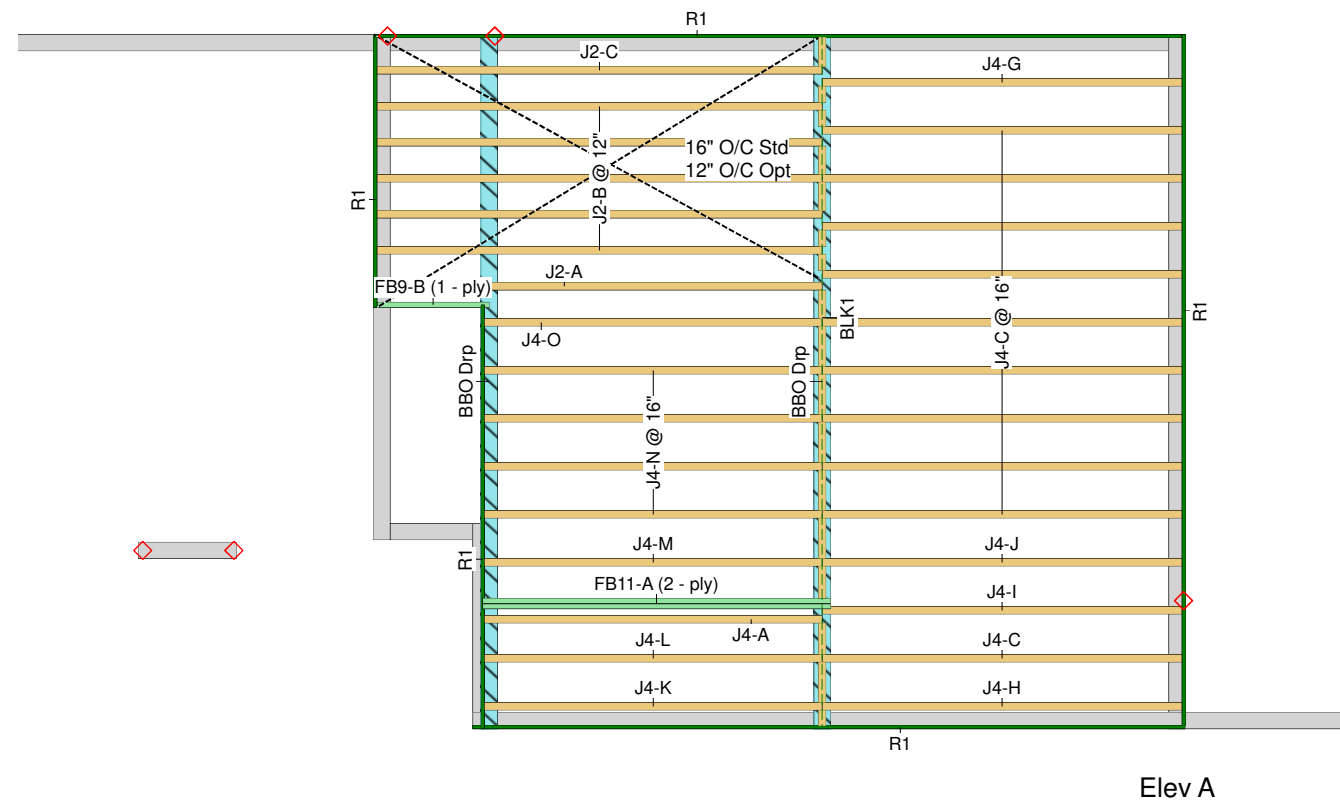 R1
J2-C
J4-G
16" O/C Std
12" O/C Opt
J2-B @ 12"
R1
J2-A
FB9-B (1 - ply)
J4-C @ 16"
R1
BLK1
J4-O
BBO Drp
BBO Drp
J4-N @ 16"
J4-M
J4-J
R1
FB11-A (2 - ply)
J4-I
J4-A
J4-L
J4-C
J4-K
J4-H
R1
Elev A